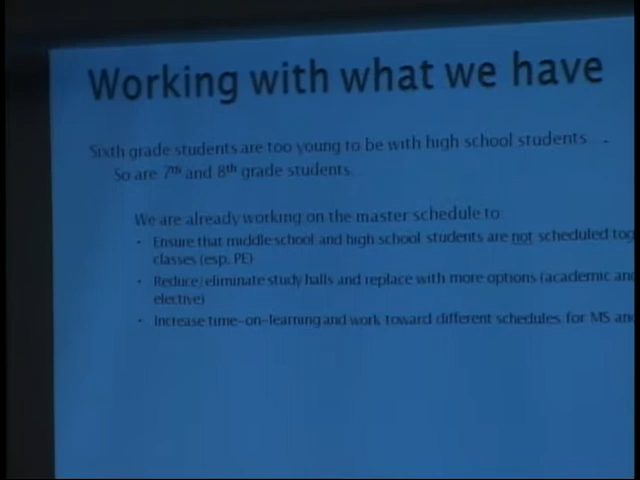 Working with what we have
Sixth grade students are too young to be with high school students . .
So are 7th and 8th grade students.
We are already working on the master schedule to
- Ensure that middle school and high school students are not scheduled
classes (esp. PE)
- Reduce/eliminate study halls and replace with more options (academic
elective)
- Increase time-on-learning and work toward different schedules for MS